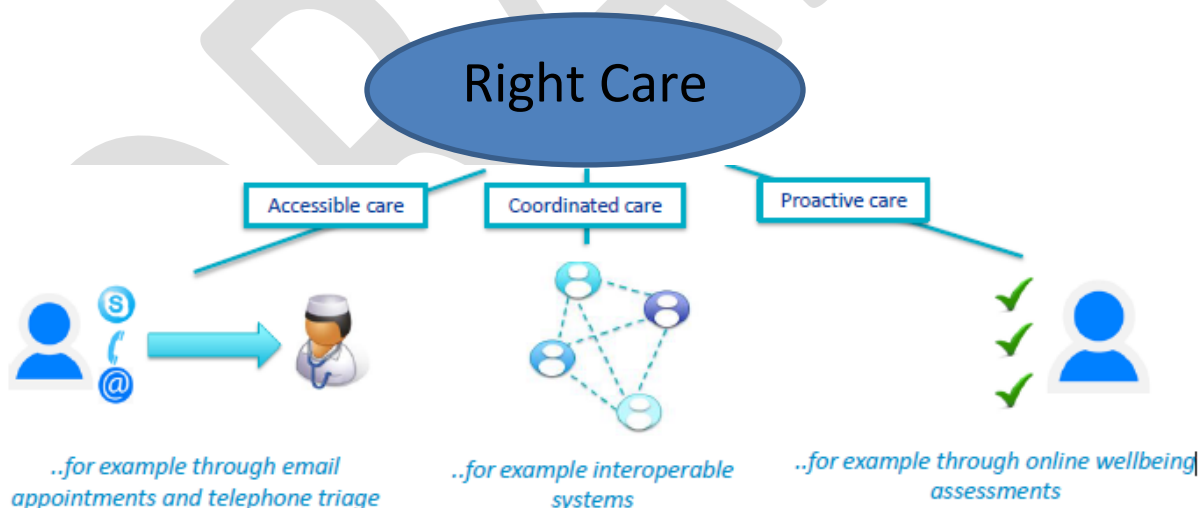 Right Care
Accessible care
Coordinated care
Proactive care
S
@
..for example through email
appointments and telephone triage
..for example interoperable
systems
..for example through online wellbeing
assessments